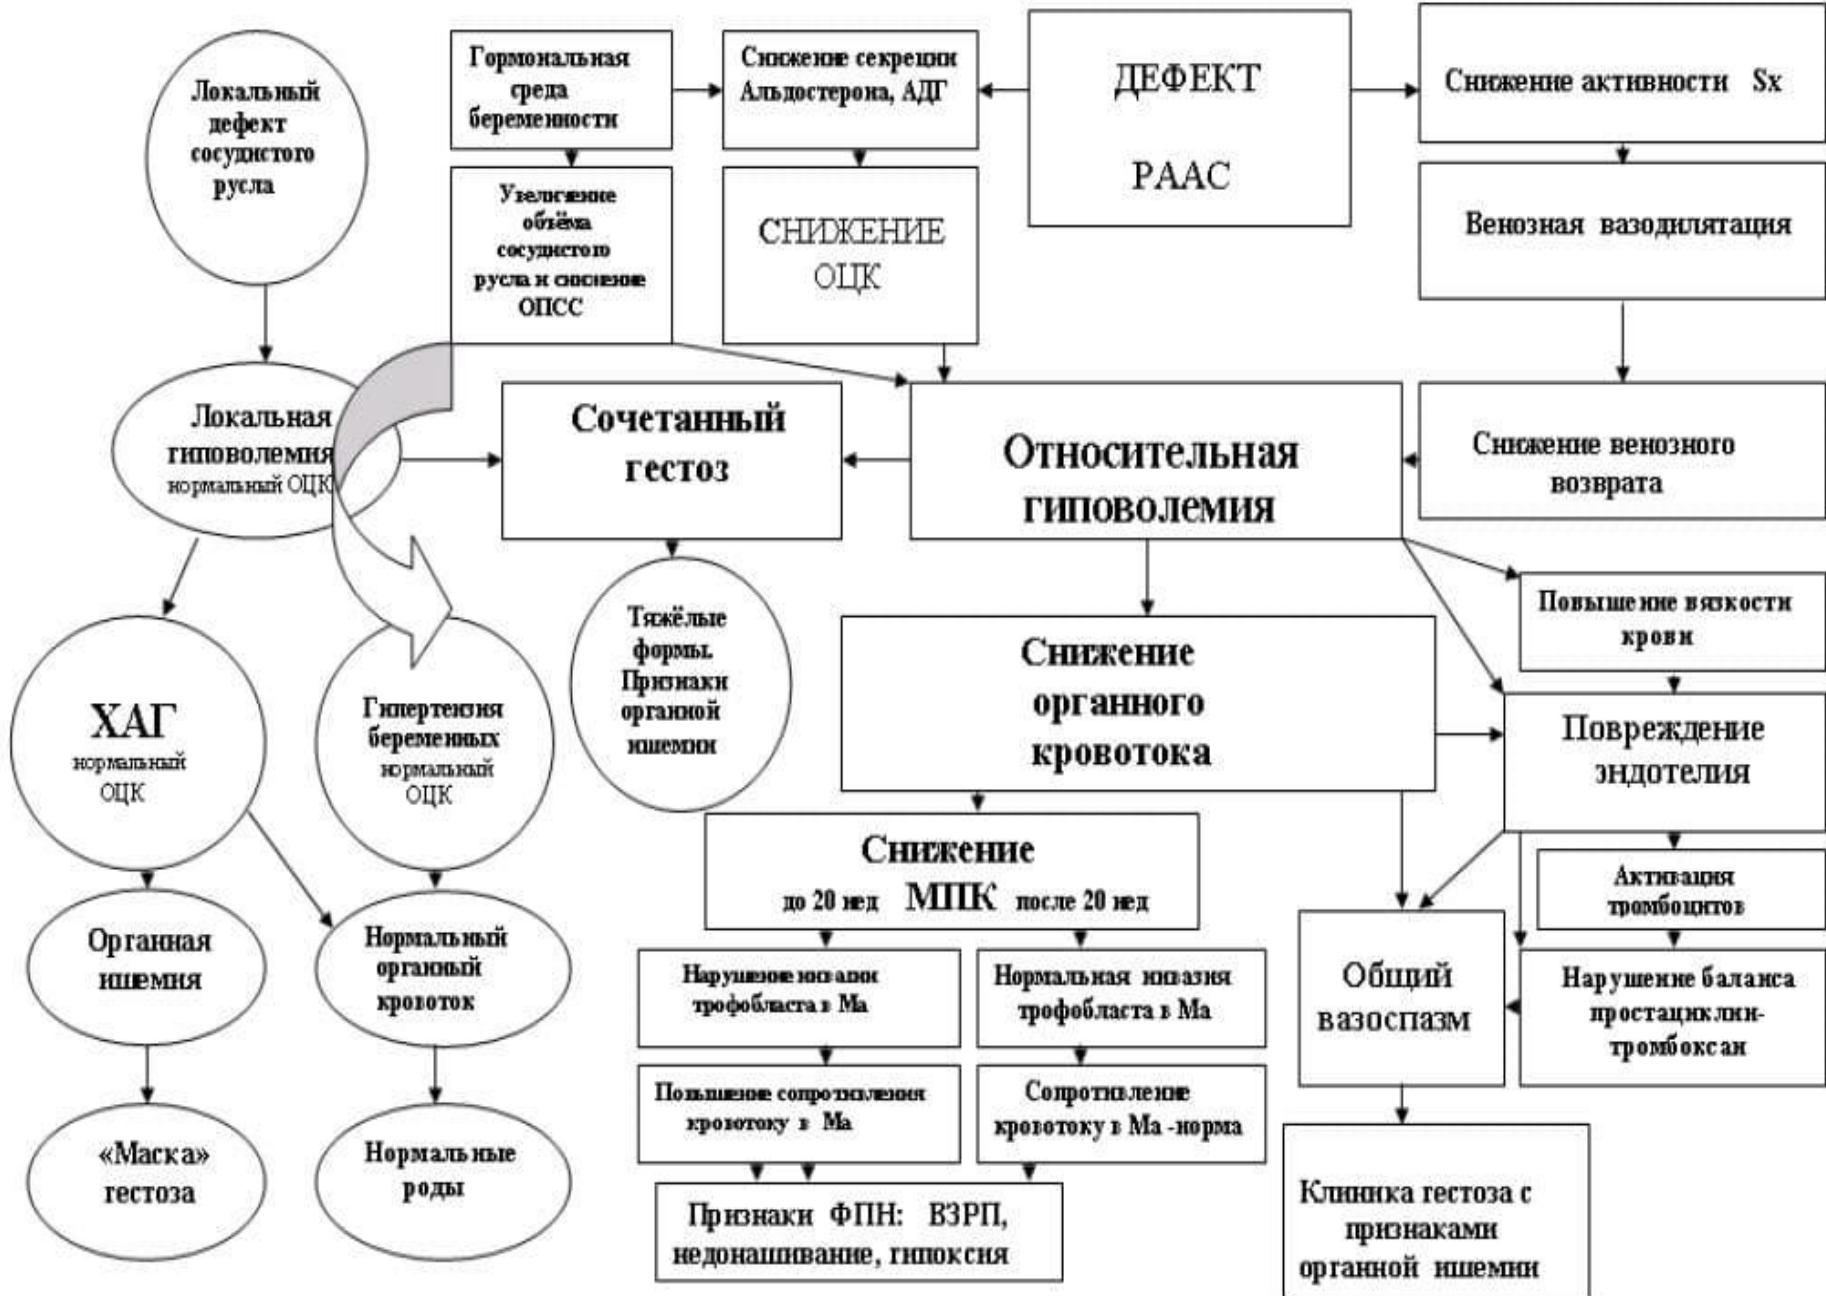 Локальный
дефект
сосудистого
русла
Гормональная
среда
беременности
Снижение секреции
Альдостерона, АДГ
ДЕФЕКТ
РААС
Снижение активности Sx
Увеличение
объёма
сосудистого
русла и снижение
ОПСС
СНИЖЕНИЕ
ОЦК
Венозная вазодилятация
Локальная
гиповолемия
нормальный ОЦК
Сочетанный
гестоз
Относительная
гиповолемия
Снижение венозного
возврата
ХАГ
нормальный
ОЦК
Гипертензия
беременных
нормальный
ОЦК
Тяжёлые
формы.
Признаки
органной
ишемии
Снижение
органного
кровотока
Повышение вязкости
крови
Повреждение
эндотелия
Снижение
до 20 нед МПК после 20 нед
Активация
тромбоцитов
Органная
ишемия
Нормальный
органный
кровоток
Нарушение инвазии
трофобласта в Ма
Нормальная инвазия
трофобласта в Ма
Общий
вазоспазм
Нарушение баланса
простациклин-
тромбоксан
«Маска»
гестоза
Нормальные
роды
Повышение сопротивления
кровотоку в Ма
Сопротивление
кровотоку в Ма -норма
Признаки ФПН: ВЗРП,
недонашивание, гипоксия
Клиника гестоза с
признаками
органной ишемии